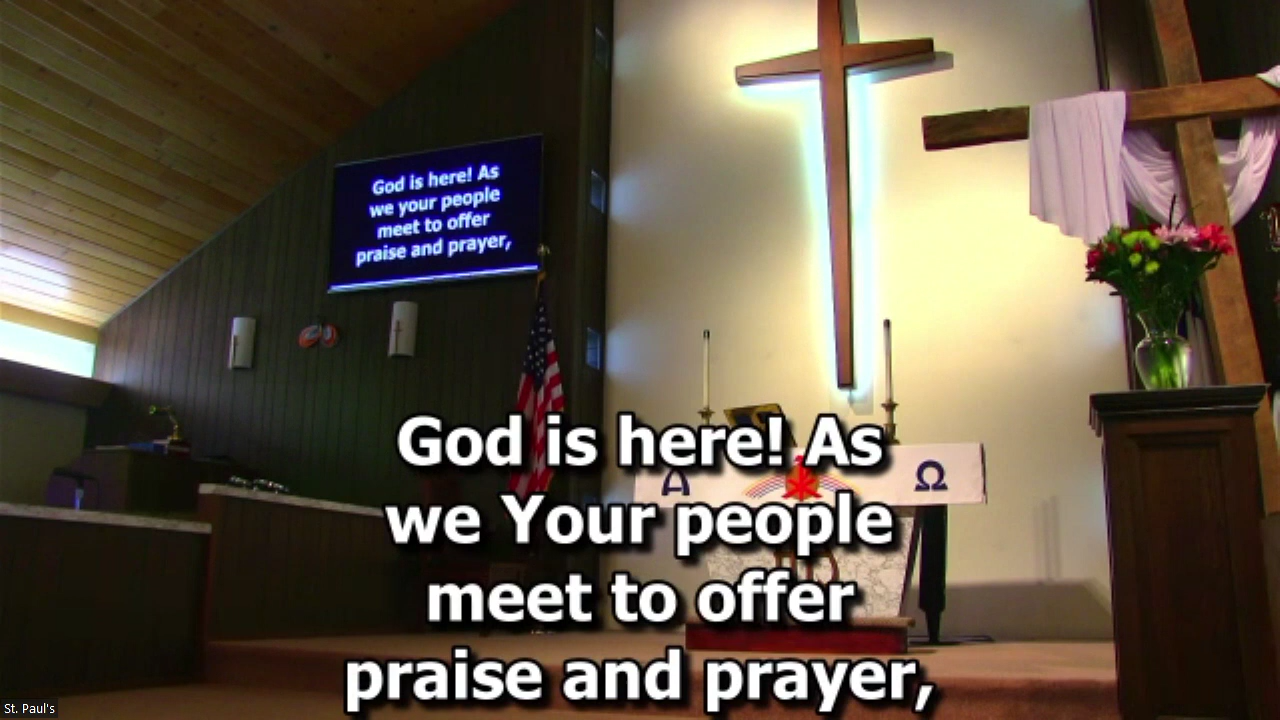 God is here! As
we your people
meet to offer
praise and prayer,
Α
Ω
God is here! As
we Your people
meet to offer
praise and prayer,
St. Paul's